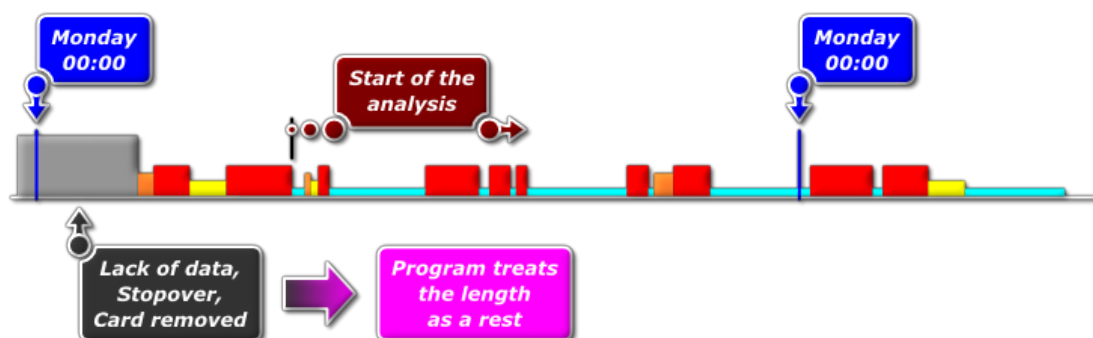 Monday
00:00
Start of the
analysis
Monday
00:00
Lack of data,
Stopover,
Card removed
Program treats
the length
as a rest